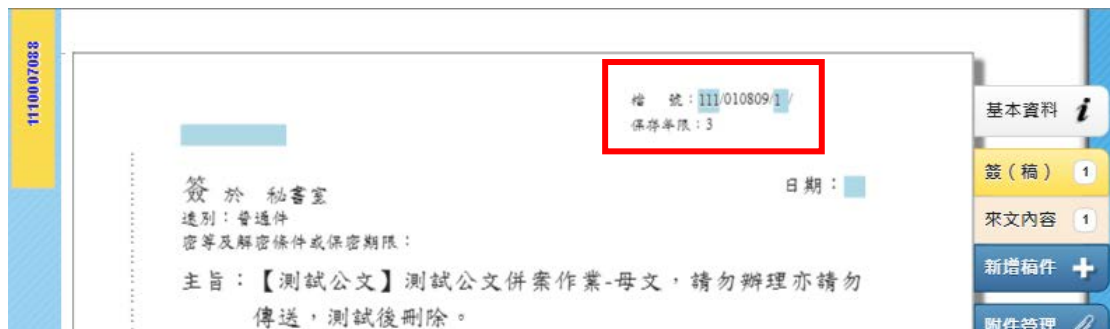 1110007088
檔　號：111/010809/1 /
保存年限：3
簽 於 秘書室
日期：
速別：普通件
密等及解密條件或保密期限：
主旨：【測試公文】測試公文併案作業-母文，請勿辦理亦請勿
傳送，測試後刪除。
基本資料 i
簽（稿） 1
來文內容 1
新增稿件
附件管理